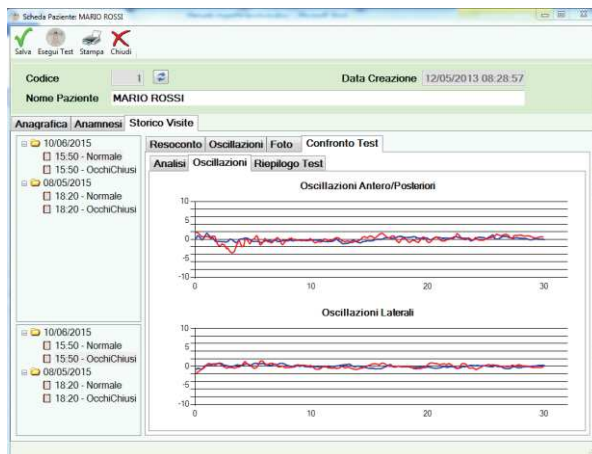 Scheda Paziente: MARIO ROSSI
Salva Esegui Test Stampa Chiudi
Codice 1 Data Creazione 12/05/2013 08:28:57
Nome Paziente MARIO ROSSI
Anagrafica Anamnesi Storico Visite
10/06/2015
15:50 - Normale
15:50 - OcchiChiusi
08/05/2015
18:20 - Normale
18:20 - OcchiChiusi
10/06/2015
15:50 - Normale
15:50 - OcchiChiusi
08/05/2015
18:20 - Normale
18:20 - OcchiChiusi
Resoconto Oscillazioni Foto Confronto Test
Analisi Oscillazioni Riepilogo Test
Oscillazioni Antero/Posteriori
10
5
0
-5
-10
0 10 20 30
Oscillazioni Laterali
10
5
0
-5
-10
0 10 20 30